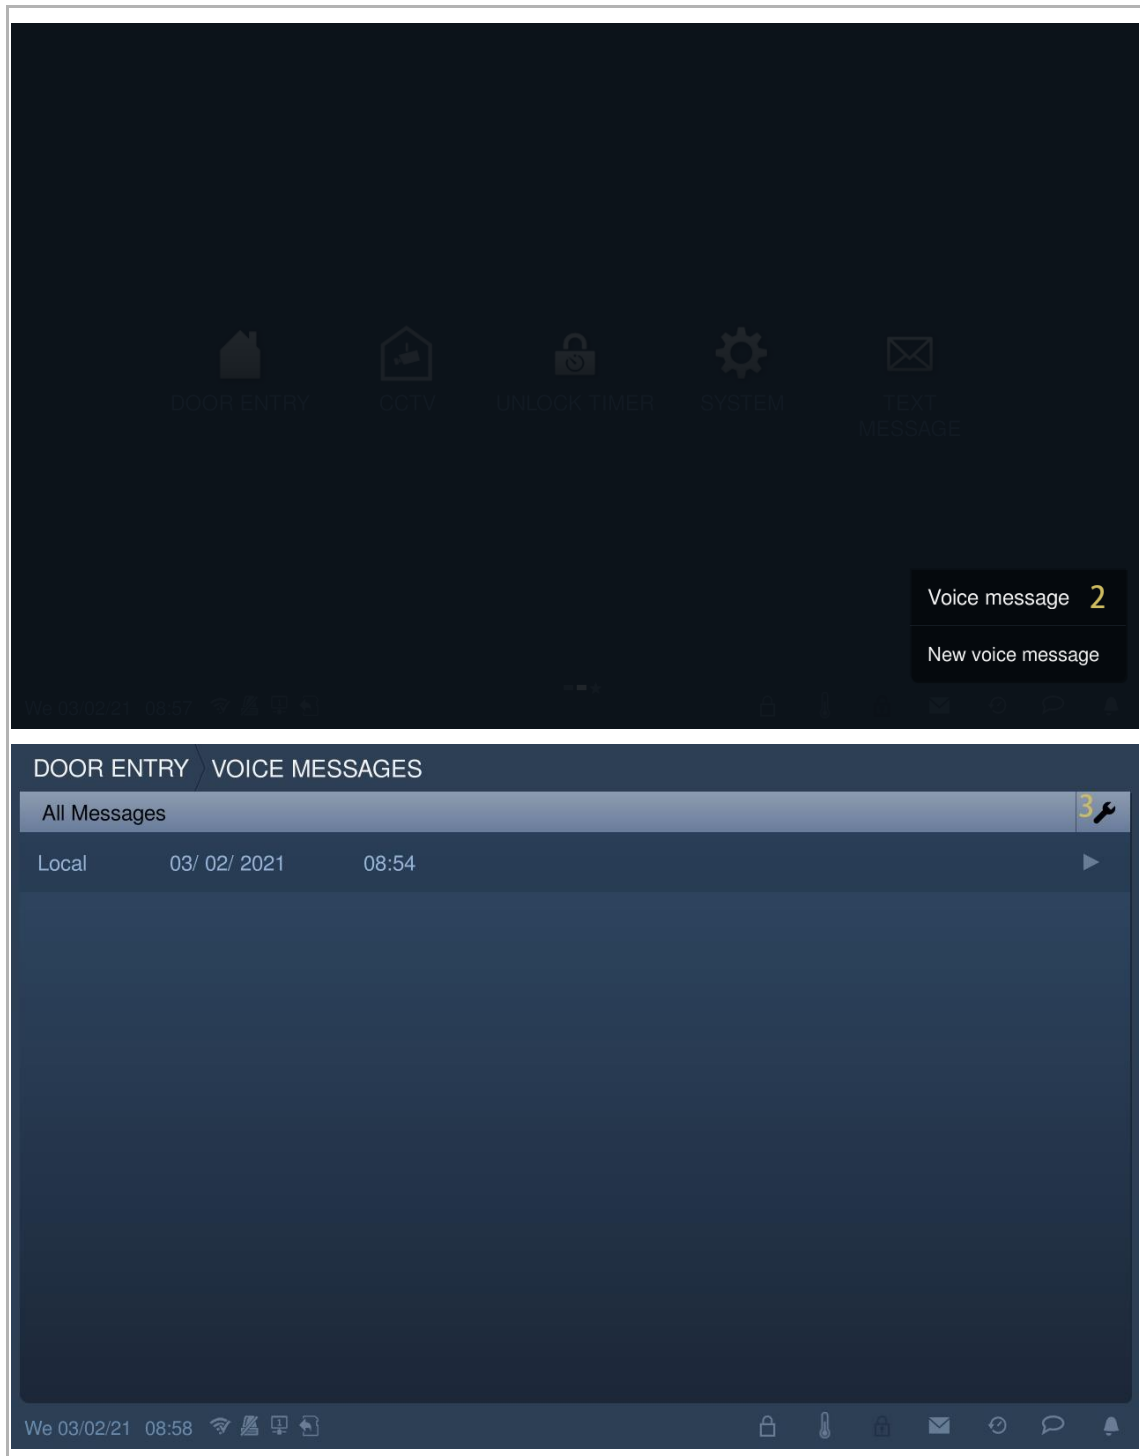 DOOR ENTRY
CCTV
UNLOCK TIMER
SYSTEM
TEXT
MESSAGE
Voice message 2
New voice message
We 03/02/21 08:57
DOOR ENTRY VOICE MESSAGES
All Messages 3
Local 03/ 02/ 2021 08:54
We 03/02/21 08:58 1